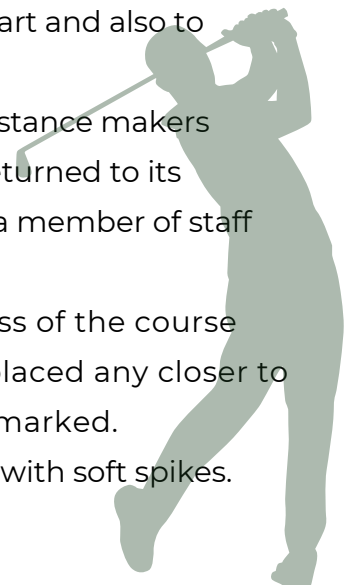 art and also to
stance makers
turned to its
a member of staff
ss of the course
laced any closer to
marked.
with soft spikes.